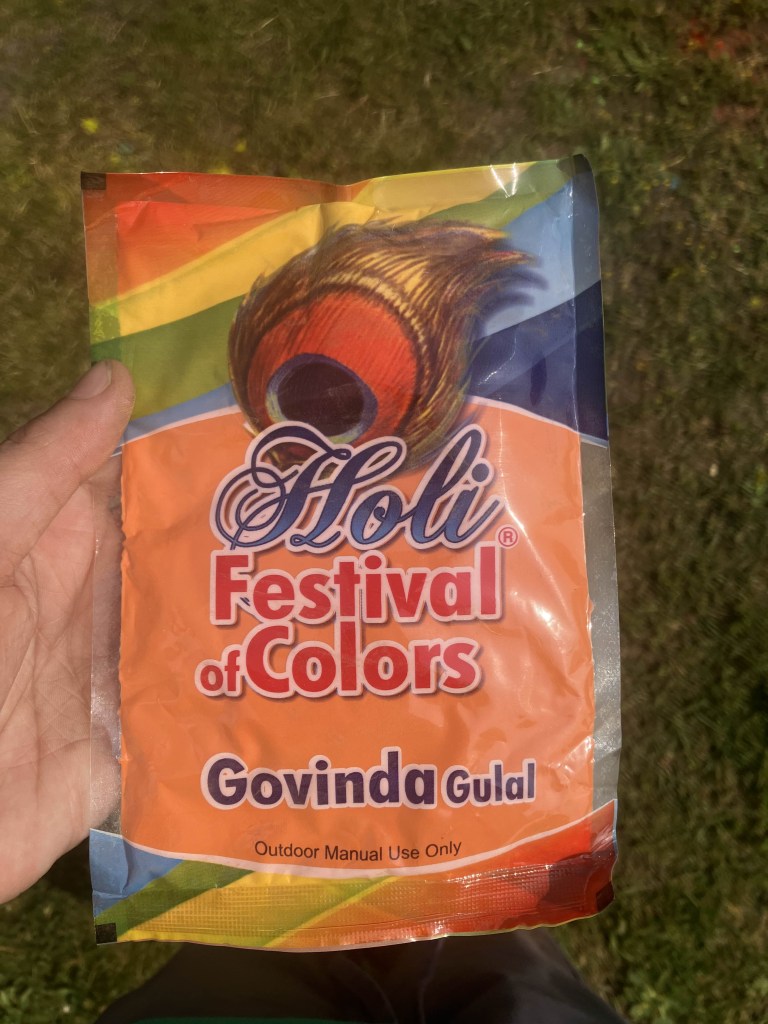 Holi®
Festival
of Colors
Govinda Gulal
Outdoor Manual Use Only